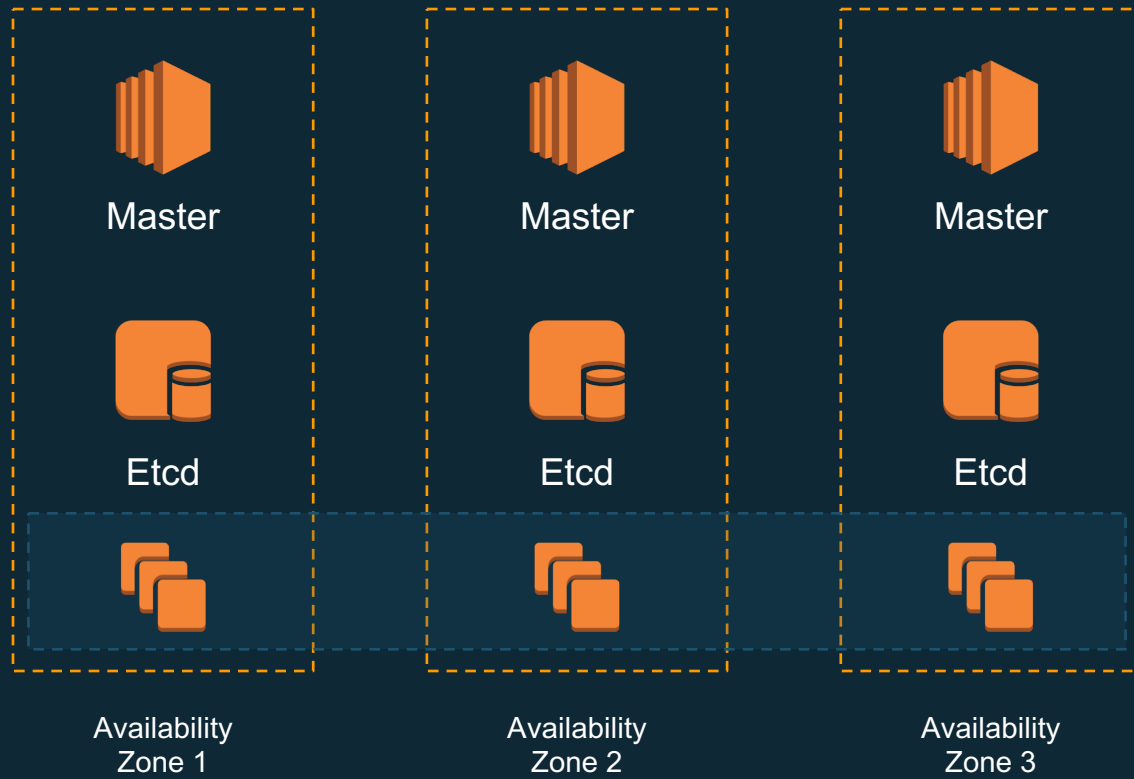 Master
Master
Master
Etcd
Etcd
Etcd
Availability
Zone 1
Availability
Zone 2
Availability
Zone 3